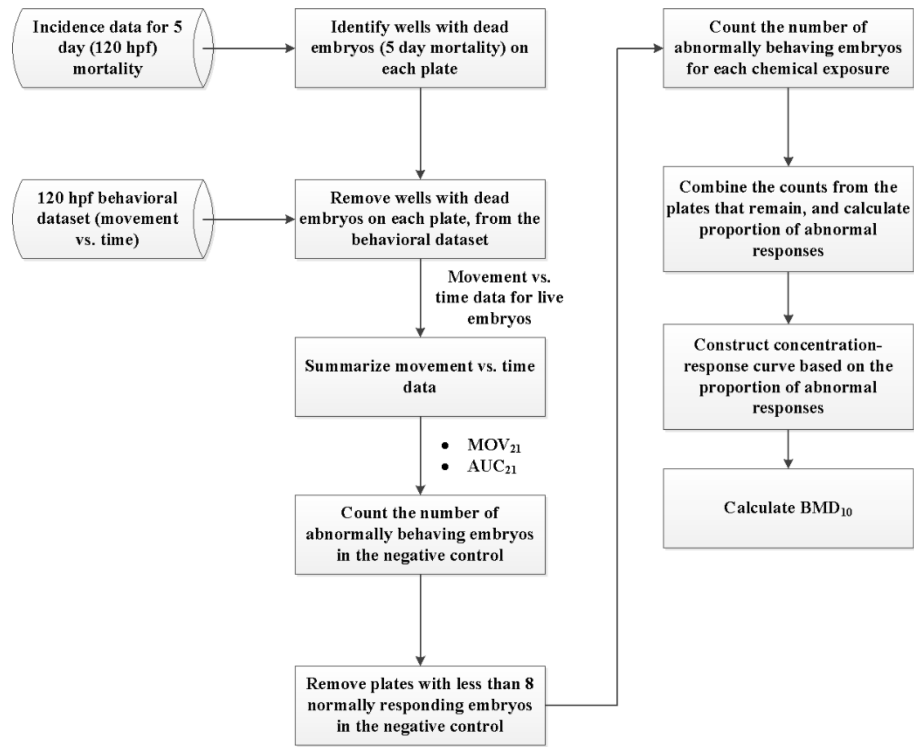 Incidence data for 5
day (120 hpf)
mortality
Identify wells with dead
embryos (5 day mortality) on
each plate
120 hpf behavioral
dataset (movement
vs. time)
Remove wells with dead
embryos on each plate, from the
behavioral dataset
Movement vs.
time data for live
embryos
Summarize movement vs. time
data
• MOV₂₁
• AUC₂₁
Count the number of
abnormally behaving embryos
in the negative control
Remove plates with less than 8
normally responding embryos
in the negative control
Count the number of
abnormally behaving embryos
for each chemical exposure
Combine the counts from the
plates that remain, and calculate
proportion of abnormal
responses
Construct concentration-
response curve based on the
proportion of abnormal
responses
Calculate BMD₁₀